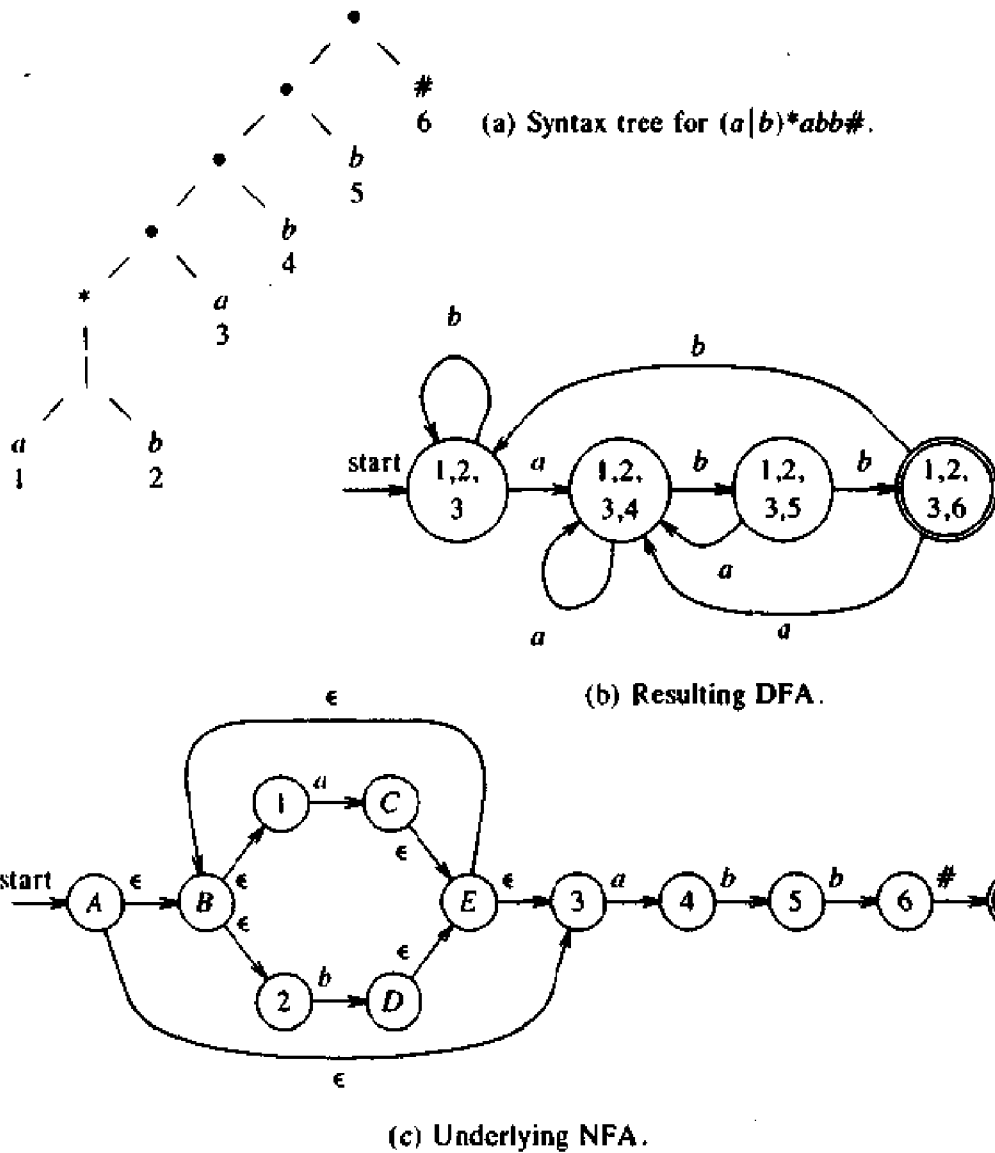 #
6
(a) Syntax tree for (a|b)*abb#.
b
5
b
4
*
a
3
|
a
1
b
2
b
b
start
1,2,
3
a
1,2,
3,4
b
1,2,
3,5
b
1,2,
3,6
a
a
a
(b) Resulting DFA.
ϵ
1
a
C
ϵ
ϵ
start
A
ϵ
B
E
ϵ
3
a
4
b
5
b
6
#
ϵ
ϵ
2
b
D
ϵ
(c) Underlying NFA.